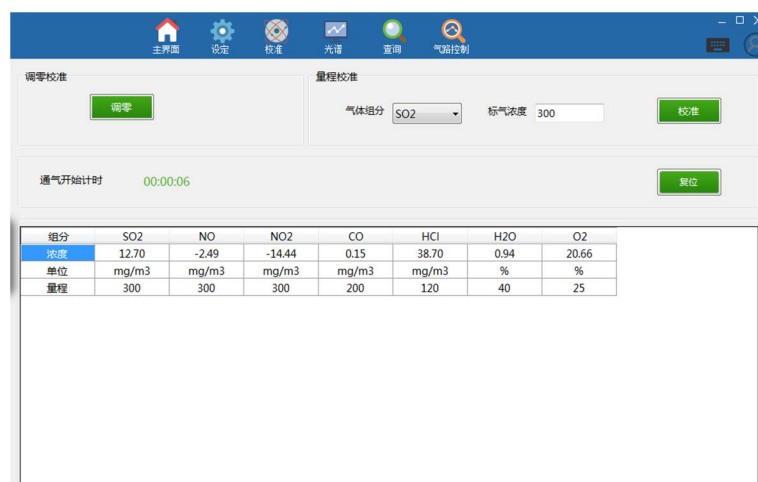 主界面 设定 校准 光谱 查询 气路控制
调零校准 量程校准
调零 气体组分 SO2 标气浓度 300 校准
通气开始计时 00:00:06 复位
组分 SO2 NO NO2 CO HCl H2O O2
浓度 12.70 -2.49 -14.44 0.15 38.70 0.94 20.66
单位 mg/m3 mg/m3 mg/m3 mg/m3 mg/m3 % %
量程 300 300 300 200 120 40 25